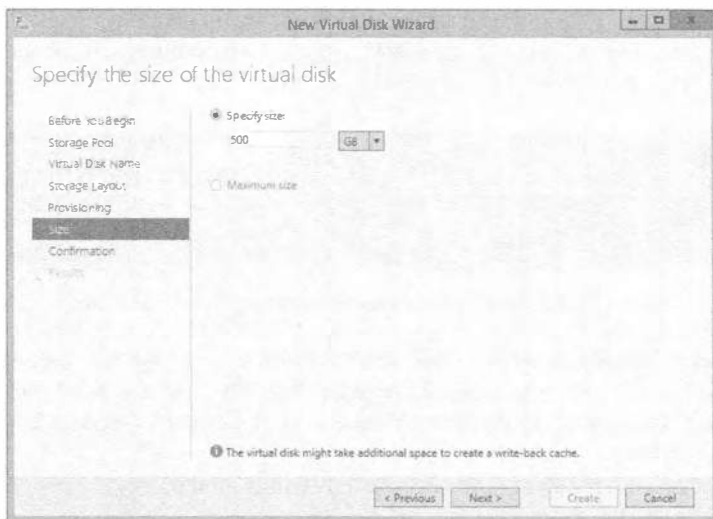 New Virtual Disk Wizard
Specify the size of the virtual disk
Before You Begin
Storage Pool
Virtual Disk Name
Storage Layout
Provisioning
Size
Confirmation
Results
Specify size:
500
GB
Maximum size
The virtual disk might take additional space to create a write-back cache.
< Previous
Next >
Create
Cancel